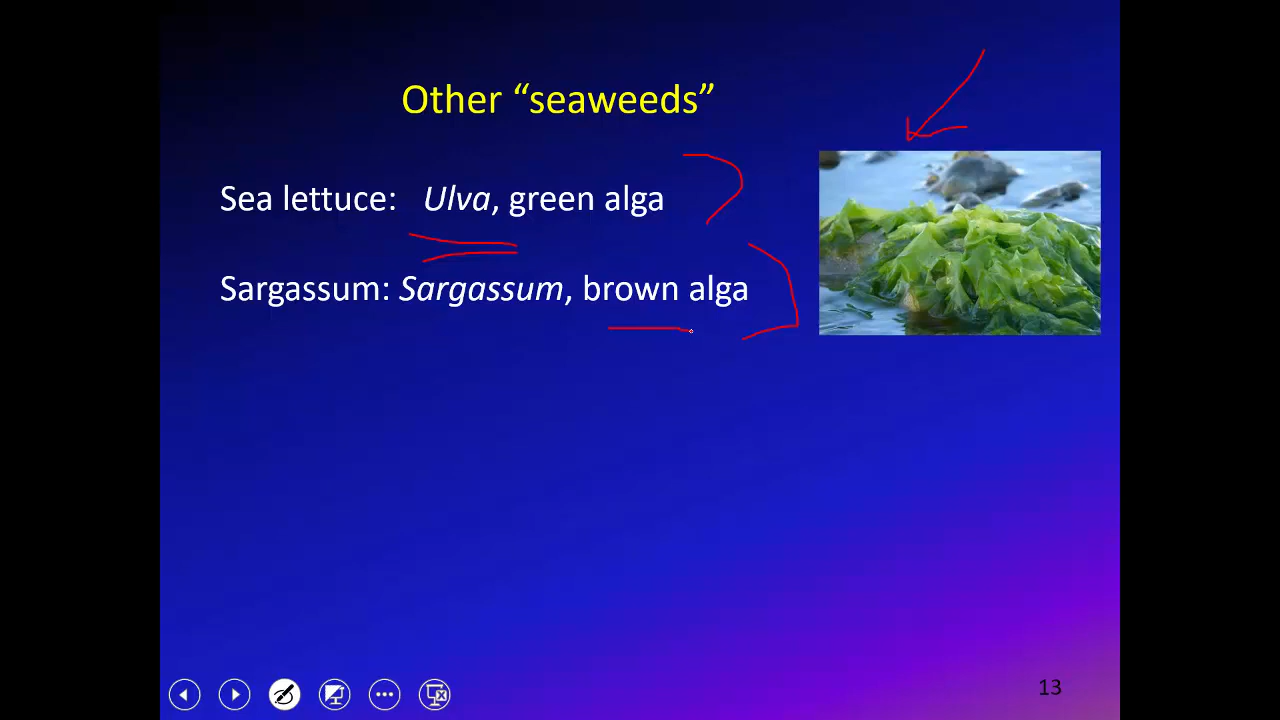 Other “seaweeds”
Sea lettuce: Ulva, green alga
Sargassum: Sargassum, brown alga
13